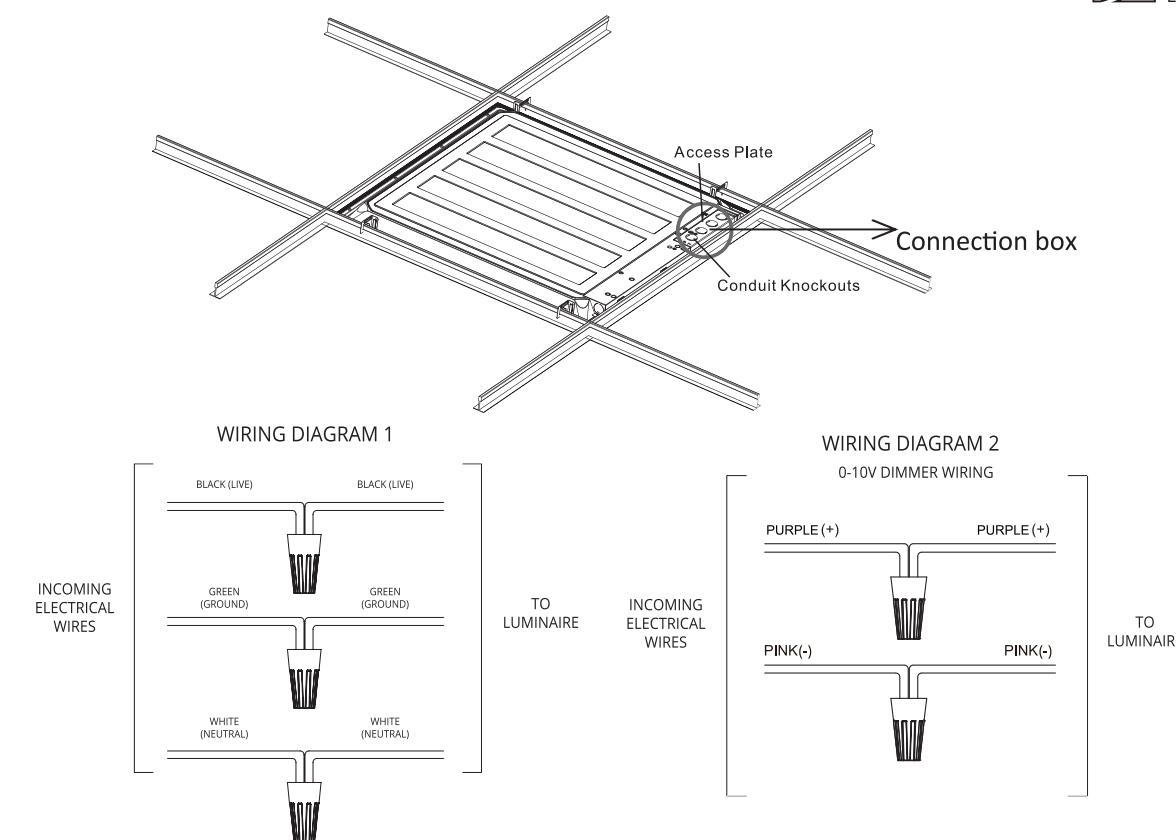 Access Plate
Connection box
Conduit Knockouts
WIRING DIAGRAM 1
BLACK (LIVE) BLACK (LIVE)
GREEN GREEN
(GROUND) (GROUND)
WHITE WHITE
(NEUTRAL) (NEUTRAL)
INCOMING
ELECTRICAL
WIRES
TO
LUMINAIRE
WIRING DIAGRAM 2
0-10V DIMMER WIRING
PURPLE (+) PURPLE (+)
PINK(-) PINK(-)
INCOMING
ELECTRICAL
WIRES
TO
LUMINAIR